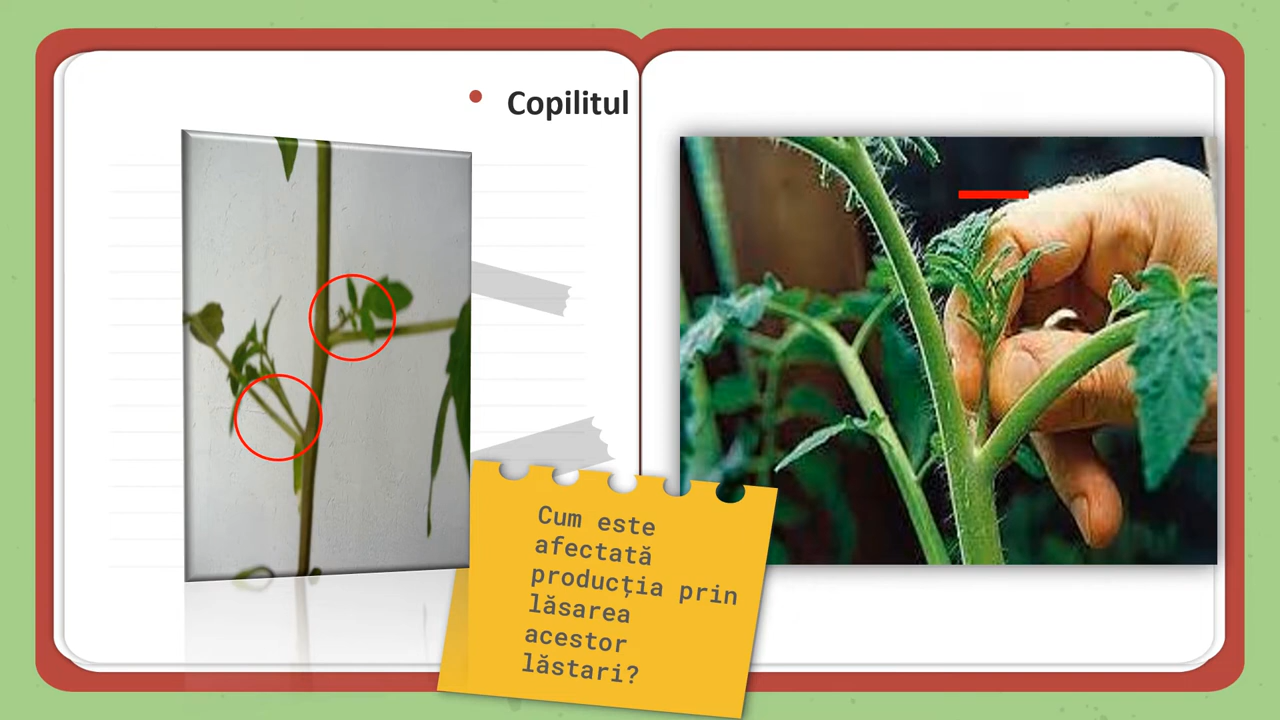 Copilitul
Cum este
afectată
producția prin
lăsarea
acestor
lăstari?